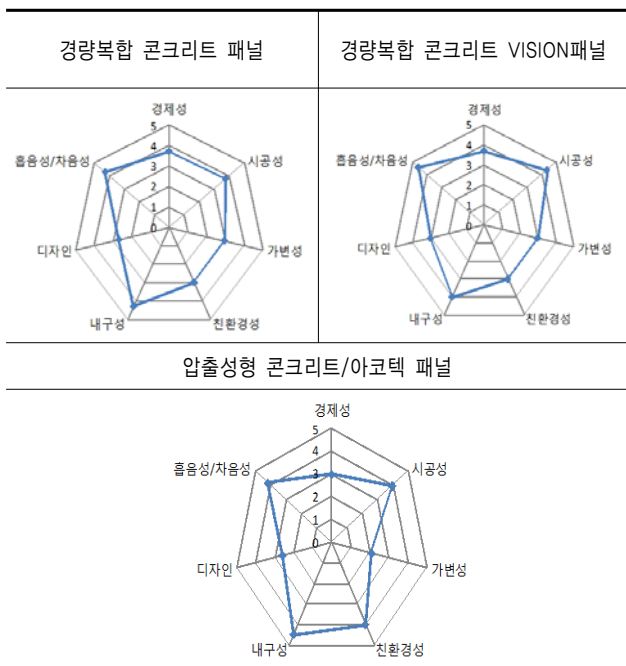 경량복합 콘크리트 패널
경량복합 콘크리트 VISION패널
경제성
5
4
3
2
1
0
시공성
가변성
친환경성
내구성
디자인
흡음성/차음성
경제성
5
4
3
2
1
0
시공성
가변성
친환경성
내구성
디자인
흡음성/차음성
압출성형 콘크리트/아코텍 패널
경제성
5
4
3
2
1
0
시공성
가변성
친환경성
내구성
디자인
흡음성/차음성